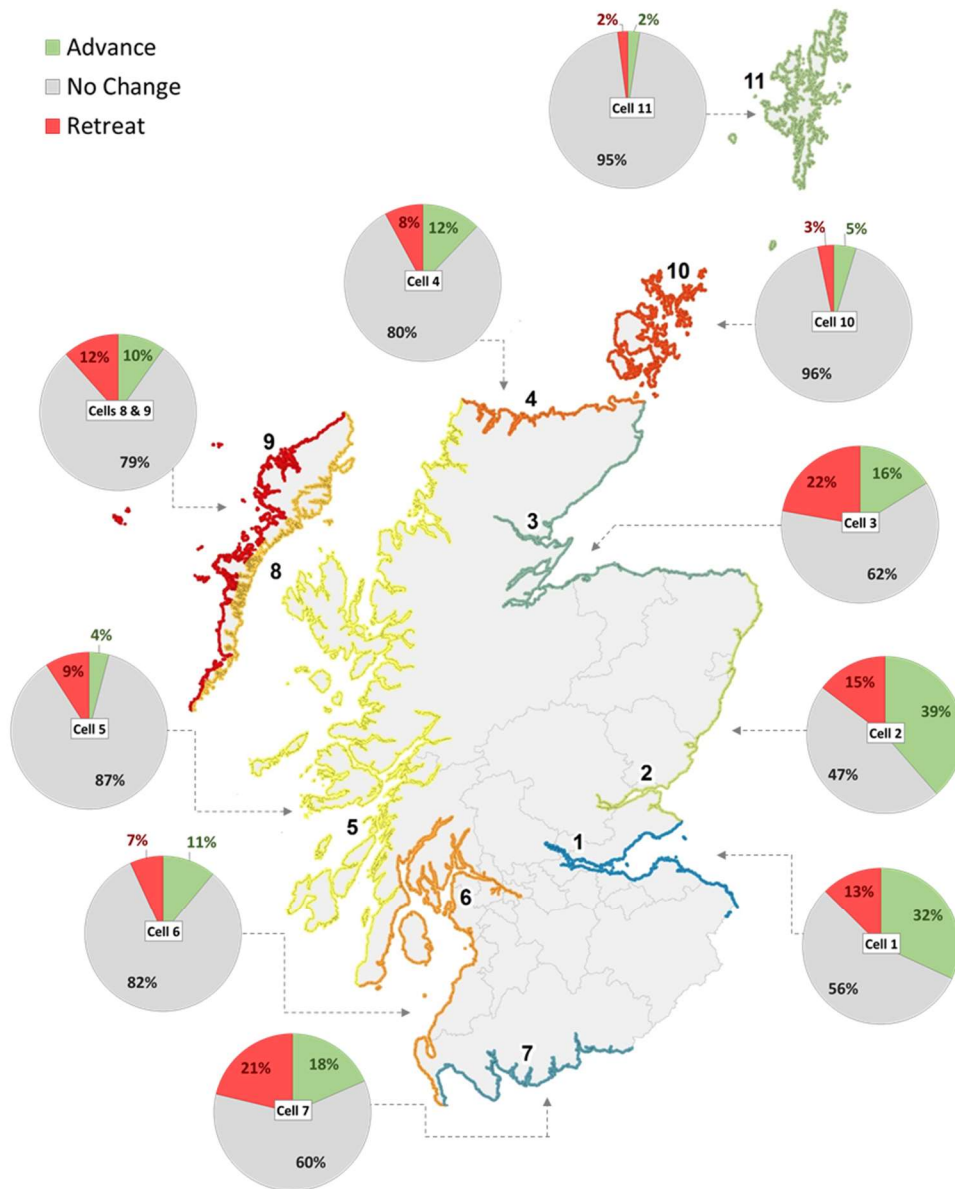 Advance
No Change
Retreat
2% 2%
Cell 11
95%
11
8% 12%
Cell 4
80%
3% 5%
Cell 10
96%
10
4
12% 10%
Cells 8 & 9
79%
9
8
22% 16%
Cell 3
62%
3
4%
9%
Cell 5
87%
5
15%
39%
Cell 2
47%
2
1
7% 11%
Cell 6
82%
6
13%
32%
Cell 1
56%
21% 18%
Cell 7
60%
7